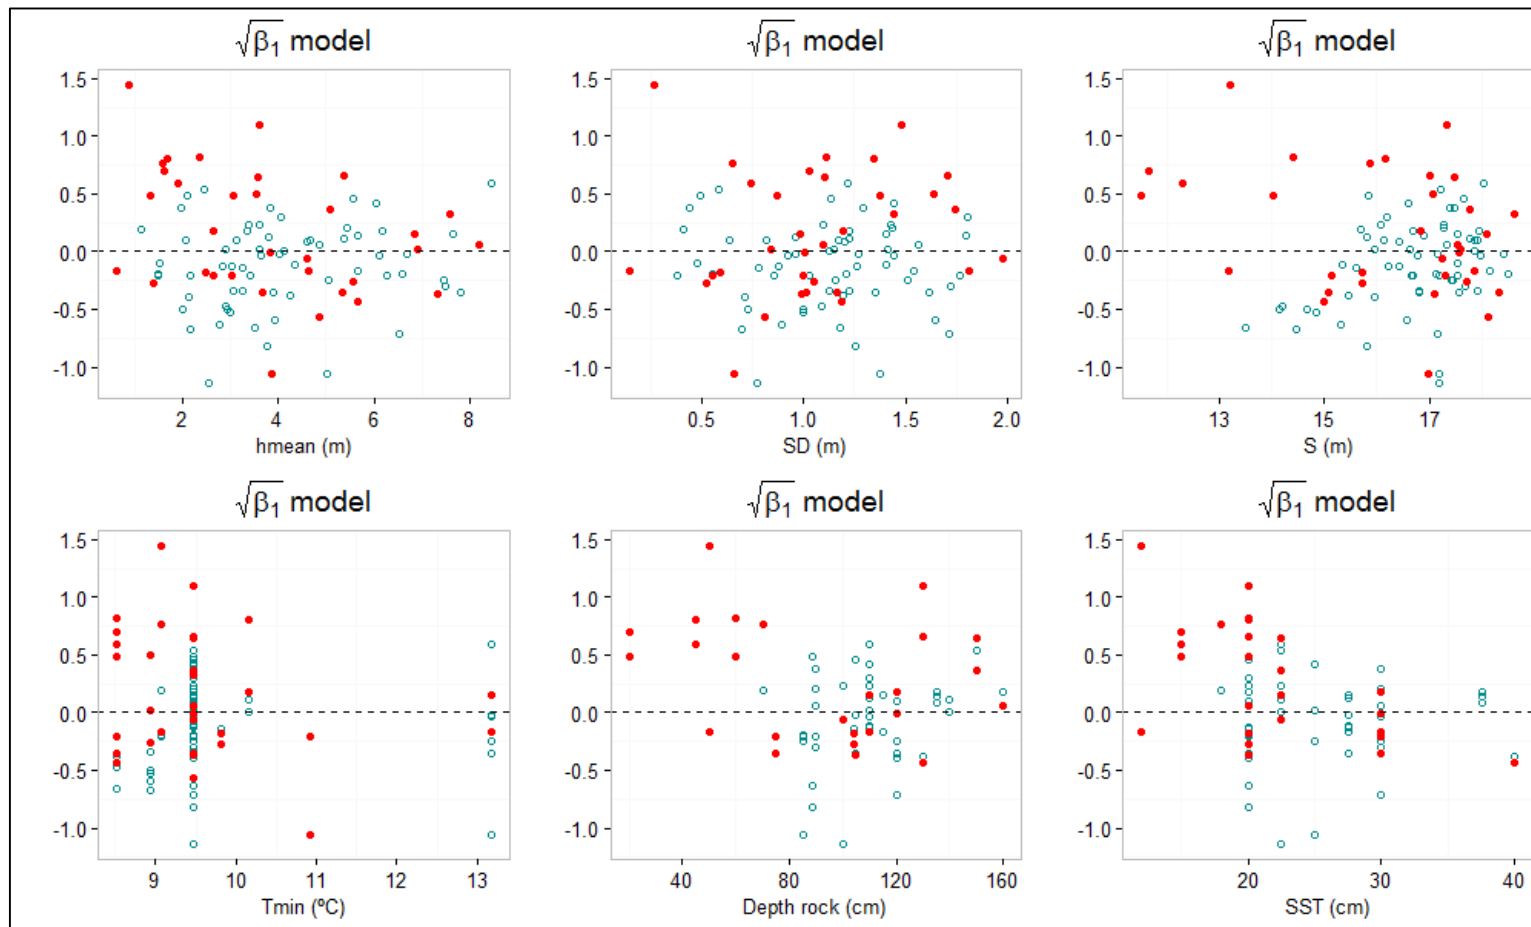 √β1 model √β1 model √β1 model
1.5 1.5 1.5
1.0 1.0 1.0
0.5 0.5 0.5
0.0 0.0 0.0
-0.5 -0.5 -0.5
-1.0 -1.0 -1.0
2 4 6 8 0.5 1.0 1.5 2.0 13 15 17
hmean (m) SD (m) S (m)
√β1 model √β1 model √β1 model
1.5 1.5 1.5
1.0 1.0 1.0
0.5 0.5 0.5
0.0 0.0 0.0
-0.5 -0.5 -0.5
-1.0 -1.0 -1.0
9 10 11 12 13 40 80 120 160 20 30 40
Tmin (ºC) Depth rock (cm) SST (cm)